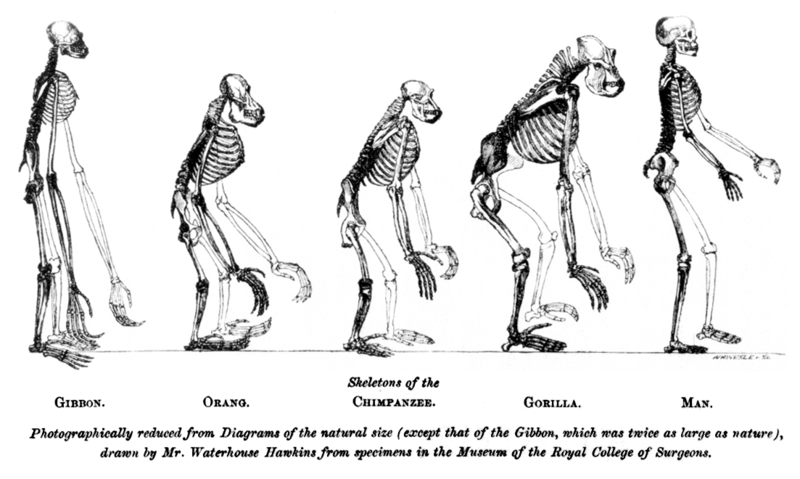 Skeletons of the
GIBBON. ORANG. CHIMPANZEE. GORILLA. MAN.
Photographically reduced from Diagrams of the natural size (except that of the Gibbon, which was twice as large as nature),
drawn by Mr. Waterhouse Hawkins from specimens in the Museum of the Royal College of Surgeons.